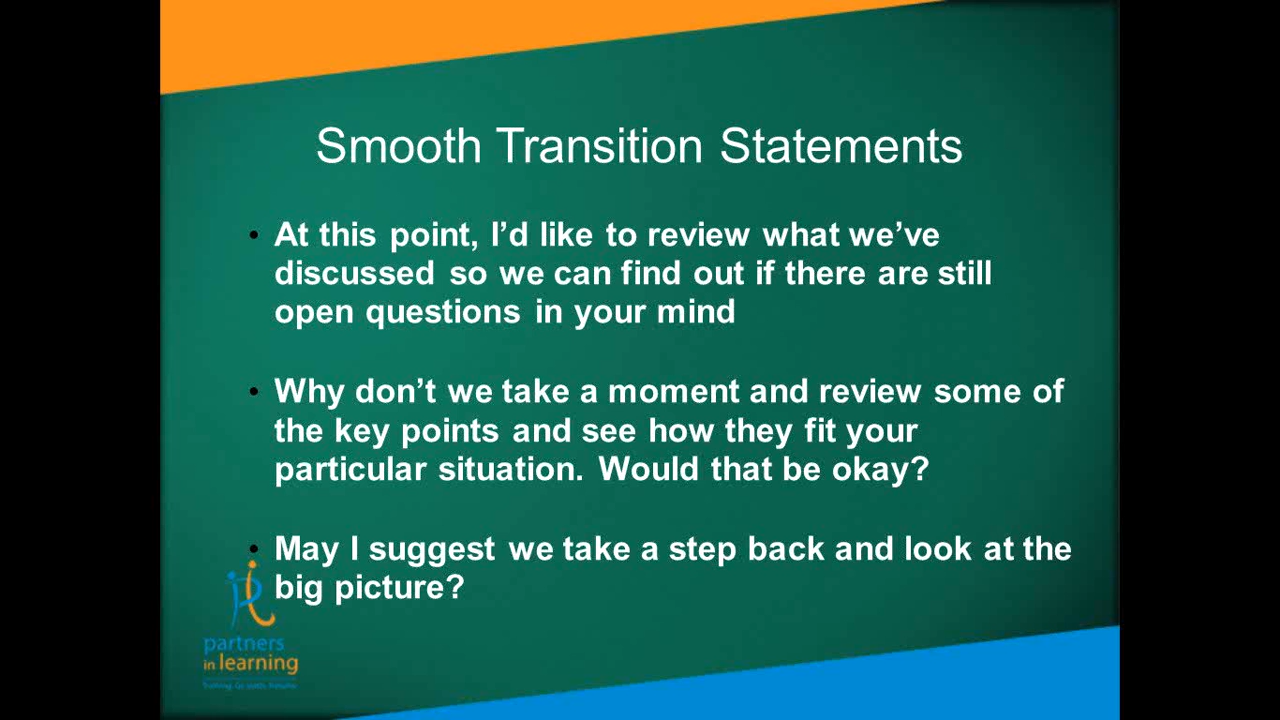 Smooth Transition Statements
• At this point, I’d like to review what we’ve
discussed so we can find out if there are still
open questions in your mind
• Why don’t we take a moment and review some of
the key points and see how they fit your
particular situation. Would that be okay?
• May I suggest we take a step back and look at the
big picture?
partners
in learning